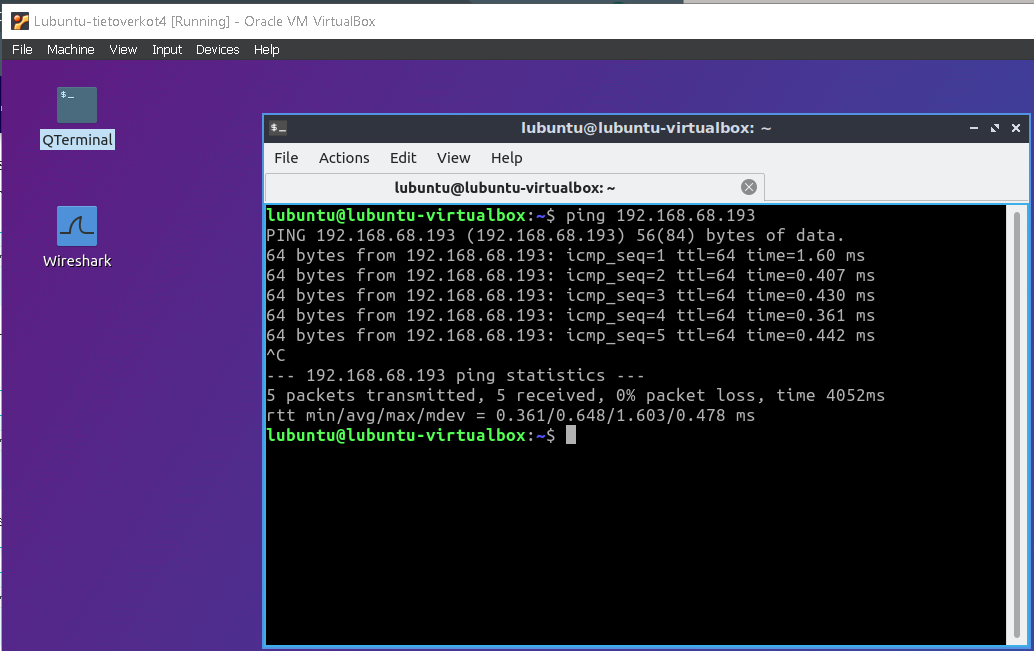 Lubuntu-tietoverkot4 [Running] - Oracle VM VirtualBox
File Machine View Input Devices Help
$_
QTerminal
Wireshark
$_ lubuntu@lubuntu-virtualbox: ~
File Actions Edit View Help
lubuntu@lubuntu-virtualbox: ~
lubuntu@lubuntu-virtualbox:~$ ping 192.168.68.193
PING 192.168.68.193 (192.168.68.193) 56(84) bytes of data.
64 bytes from 192.168.68.193: icmp_seq=1 ttl=64 time=1.60 ms
64 bytes from 192.168.68.193: icmp_seq=2 ttl=64 time=0.407 ms
64 bytes from 192.168.68.193: icmp_seq=3 ttl=64 time=0.430 ms
64 bytes from 192.168.68.193: icmp_seq=4 ttl=64 time=0.361 ms
64 bytes from 192.168.68.193: icmp_seq=5 ttl=64 time=0.442 ms
^C
--- 192.168.68.193 ping statistics ---
5 packets transmitted, 5 received, 0% packet loss, time 4052ms
rtt min/avg/max/mdev = 0.361/0.648/1.603/0.478 ms
lubuntu@lubuntu-virtualbox:~$